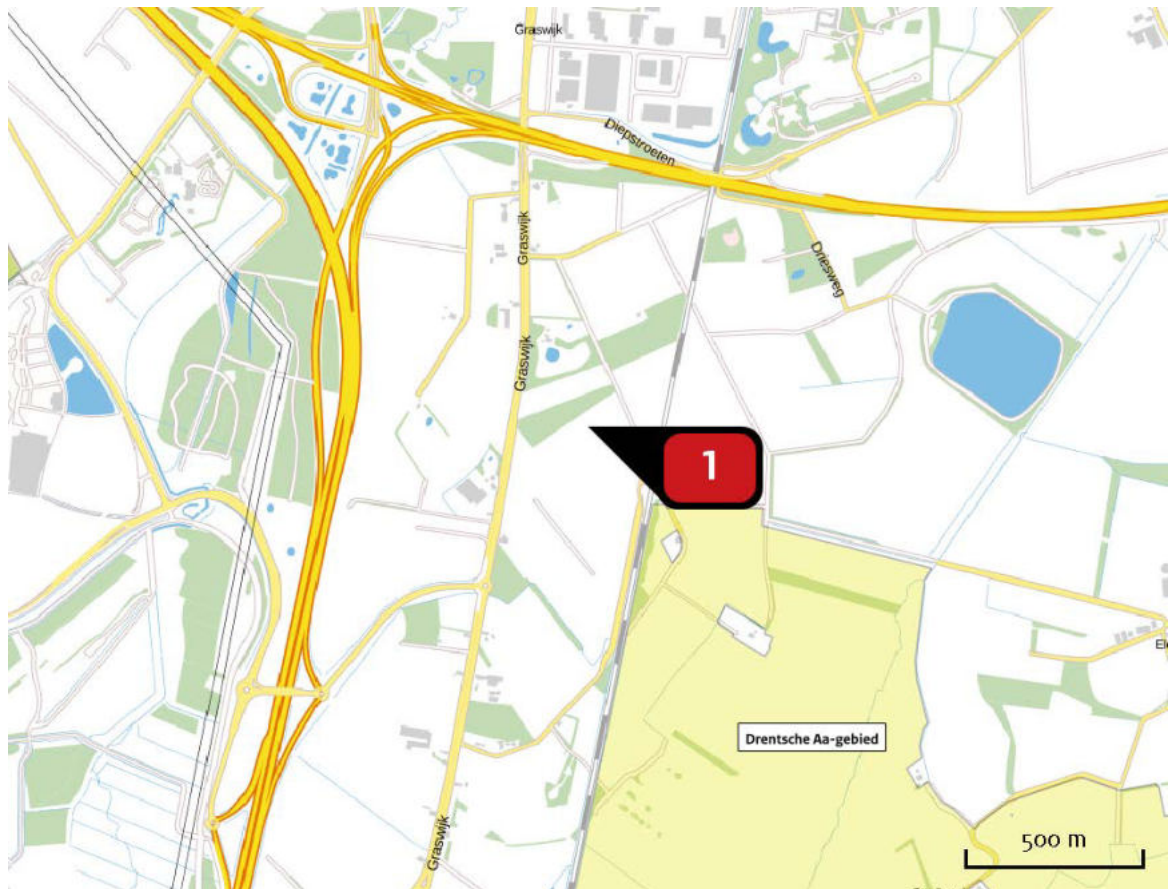 Graswijk
Diepstroeten
Graswijk
Driesweg
Graswijk
1
Drentsche Aa-gebied
Graswijk
500 m